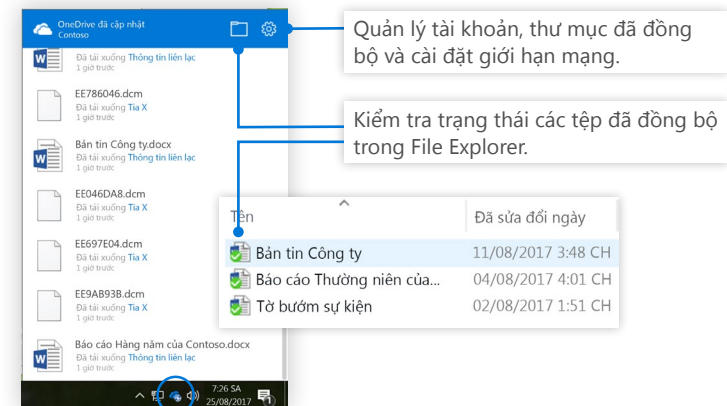 OneDrive đã cập nhật
Contoso
Đã tải xuống Thông tin liên lạc
1 giờ trước
EE786046.dcm
Đã tải xuống Tia X
1 giờ trước
Bản tin Công ty.docx
Đã tải xuống Thông tin liên lạc
1 giờ trước
EE046DA8.dcm
Đã tải xuống Tia X
1 giờ trước
EE697E04.dcm
Đã tải xuống Tia X
1 giờ trước
EE9AB93B.dcm
Đã tải xuống Tia X
1 giờ trước
Báo cáo Hàng năm của Contoso.docx
Đã tải xuống Thông tin liên lạc
1 giờ trước
7:26 SA
25/08/2017
Quản lý tài khoản, thư mục đã đồng
bộ và cài đặt giới hạn mạng.
Kiểm tra trạng thái các tệp đã đồng bộ
trong File Explorer.
Tên Đã sửa đổi ngày
Bản tin Công ty 11/08/2017 3:48 CH
Báo cáo Thường niên của... 04/08/2017 4:01 CH
Tờ bướm sự kiện 02/08/2017 1:51 CH